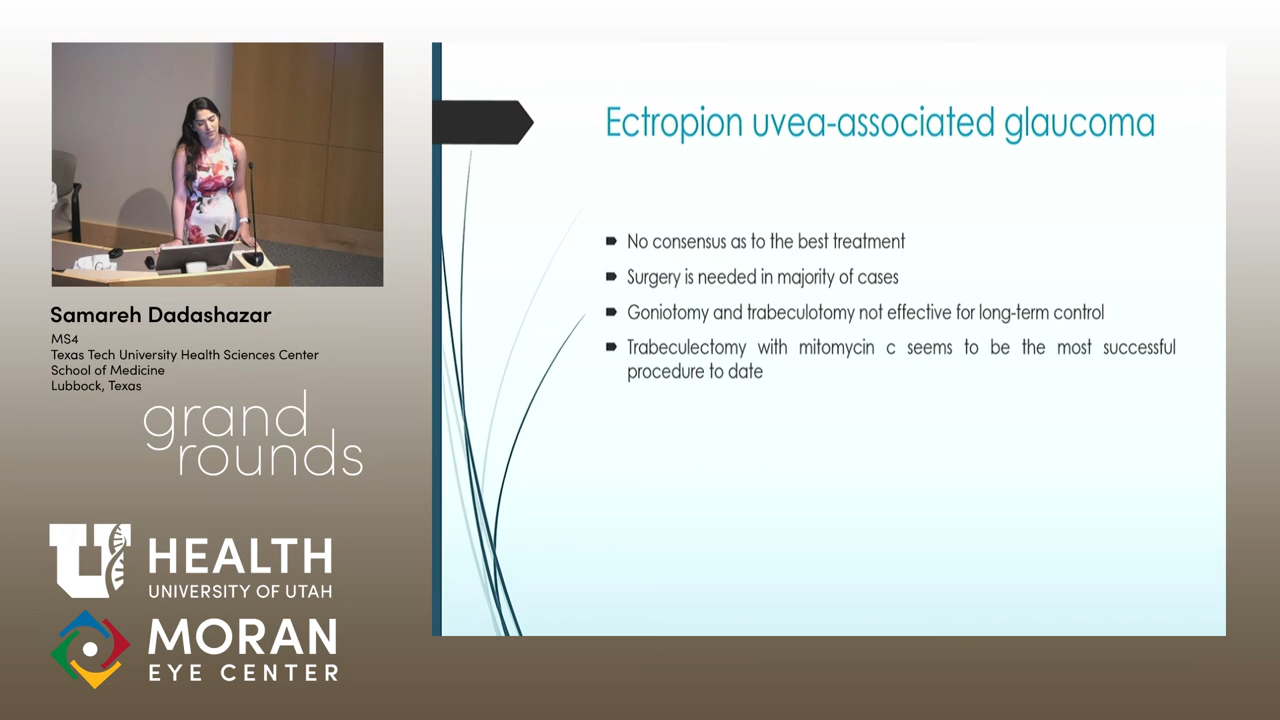 Samareh Dadashazar
MS4
Texas Tech University Health Sciences Center
School of Medicine
Lubbock, Texas
grand
rounds
U HEALTH
UNIVERSITY OF UTAH
MORAN
EYE CENTER
Ectropion uvea-associated glaucoma
No consensus as to the best treatment
Surgery is needed in majority of cases
Goniotomy and trabeculotomy not effective for long-term control
Trabeculectomy with mitomycin c seems to be the most successful
procedure to date